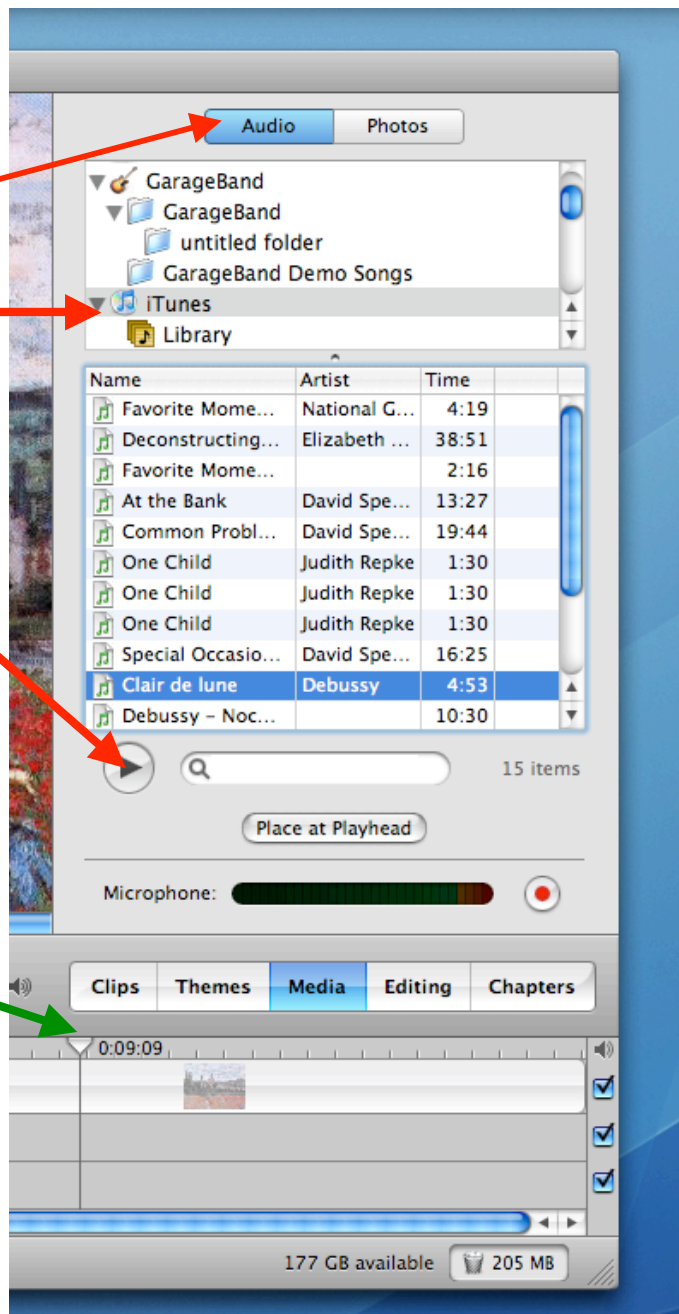 Audio Photos
GarageBand
GarageBand
untitled folder
GarageBand Demo Songs
iTunes
Library
Name Artist Time
Favorite Mome... National G... 4:19
Deconstructing... Elizabeth ... 38:51
Favorite Mome... 2:16
At the Bank David Spe... 13:27
Common Probl... David Spe... 19:44
One Child Judith Repke 1:30
One Child Judith Repke 1:30
One Child Judith Repke 1:30
Special Occasio... David Spe... 16:25
Clair de lune Debussy 4:53
Debussy – Noc... 10:30
15 items
Place at Playhead
Microphone:
Clips Themes Media Editing Chapters
0:09:09
177 GB available 205 MB